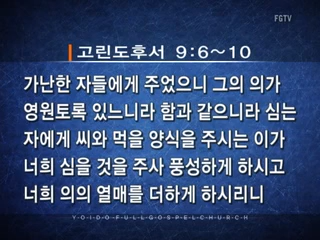 FGTV
고린도후서 9:6~10
가난한 자들에게 주었으니 그의 의가
영원토록 있느니라 함과 같으니라 심는
자에게 씨와 먹을 양식을 주시는 이가
너희 심을 것을 주사 풍성하게 하시고
너희 의의 열매를 더하게 하시리니
YOIDO FULL GOSPEL CHURCH